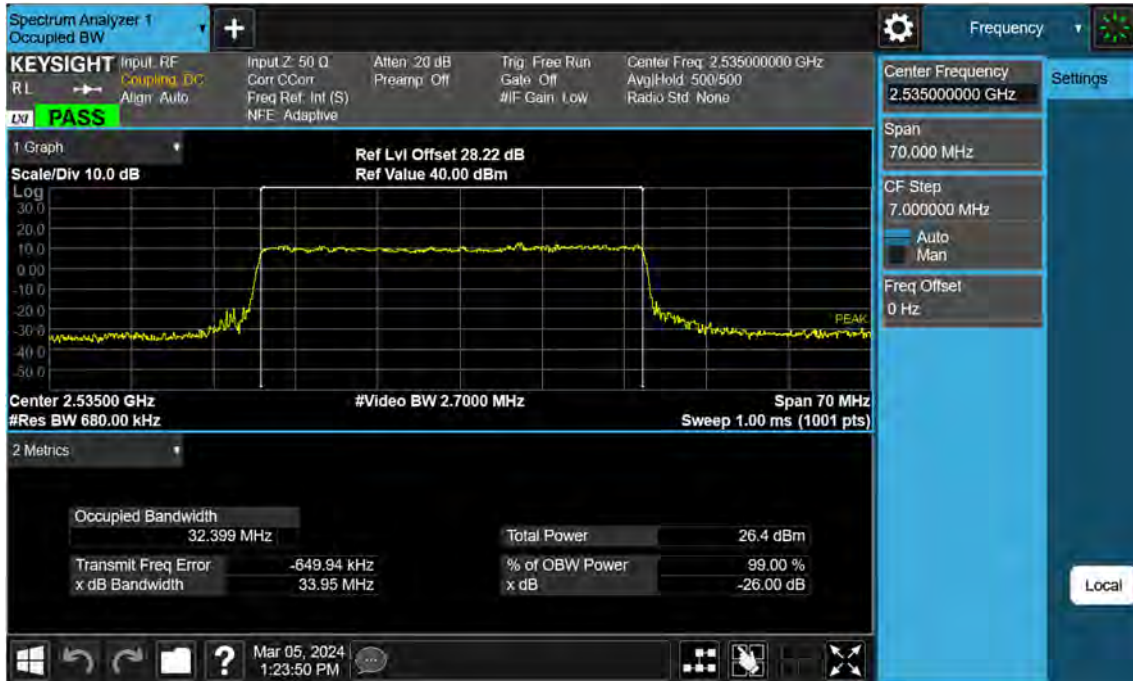 Spectrum Analyzer 1
Occupied BW
+
Frequency
KEYSIGHT
RL
LXI PASS
Input: RF
Coupling: DC
Align: Auto
Input Z: 50 Ω
Corr CCorr
Freq Ref: Int (S)
NFE: Adaptive
Atten: 20 dB
Preamp: Off
Trig: Free Run
Gate: Off
#IF Gain: Low
Center Freq: 2.535000000 GHz
Avg|Hold: 500/500
Radio Std: None
Center Frequency
2.535000000 GHz
Settings
Span
70.000 MHz
CF Step
7.000000 MHz
Auto
Man
Freq Offset
0 Hz
1 Graph
Scale/Div 10.0 dB
Ref Lvl Offset 28.22 dB
Ref Value 40.00 dBm
Log
30.0
20.0
10.0
0.00
-10.0
-20.0
-30.0
-40.0
-50.0
PEAK
Center 2.53500 GHz
#Video BW 2.7000 MHz
Span 70 MHz
#Res BW 680.00 kHz
Sweep 1.00 ms (1001 pts)
2 Metrics
Occupied Bandwidth
32.399 MHz
Total Power 26.4 dBm
Transmit Freq Error -649.94 kHz
% of OBW Power 99.00 %
x dB Bandwidth 33.95 MHz
x dB -26.00 dB
Local
?
Mar 05, 2024
1:23:50 PM